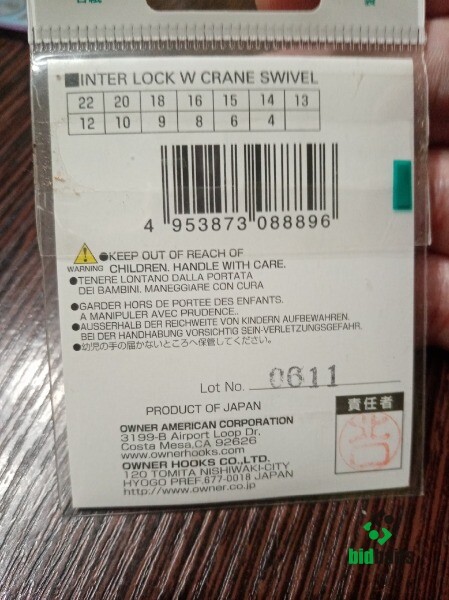 INTER LOCK W CRANE SWIVEL
22 20 18 16 15 14 13
12 10 9 8 6 4
4 953873 088896
WARNING
●KEEP OUT OF REACH OF
CHILDREN. HANDLE WITH CARE.
●TENERE LONTANO DALLA PORTATA
DEI BAMBINI. MANEGGIARE CON CURA
●GARDER HORS DE PORTEE DES ENFANTS.
A MANIPULER AVEC PRUDENCE..
●AUSSERHALB DER REICHWEITE VON KINDERN AUFBEWAHREN.
BEI DER HANDHABUNG VORSICHTIG SEIN-VERLETZUNGSGEFAHR.
●幼児の手の届かないところへ保管してください。
Lot No. 0611
PRODUCT OF JAPAN
責任者
OWNER AMERICAN CORPORATION
3199-B Airport Loop Dr,
Costa Mesa,CA 92626
www.ownerhooks.com
OWNER HOOKS CO.,LTD.
120 TOMITA NISHIWAKI-CITY
HYOGO PREF.677-0018 JAPAN
http://www.owner.co.jp